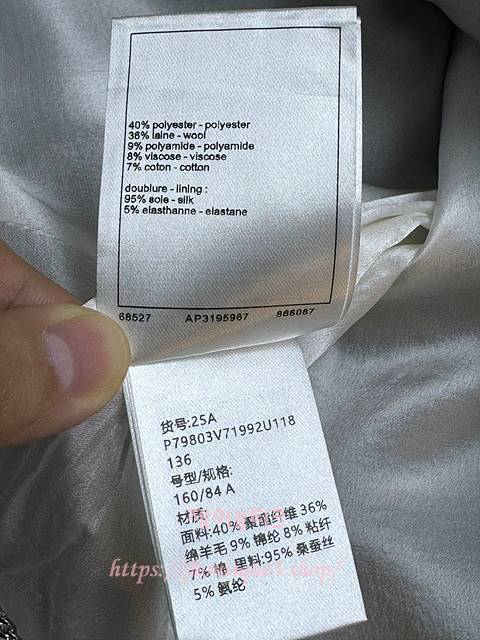 40% polyester - polyester
36% laine - wool
9% polyamide - polyamide
8% viscose - viscose
7% coton - cotton
doublure - lining :
95% soie - silk
5% elasthanne - elastane
68527 AP3195967 886087
货号:25A
P79803V71992U118
136
号型/规格:
160/84 A
材质:
面料:40% 聚酯纤维 36%
绵羊毛 9% 锦纶 8% 粘纤
7% 棉 里料:95% 桑蚕丝
5% 氨纶